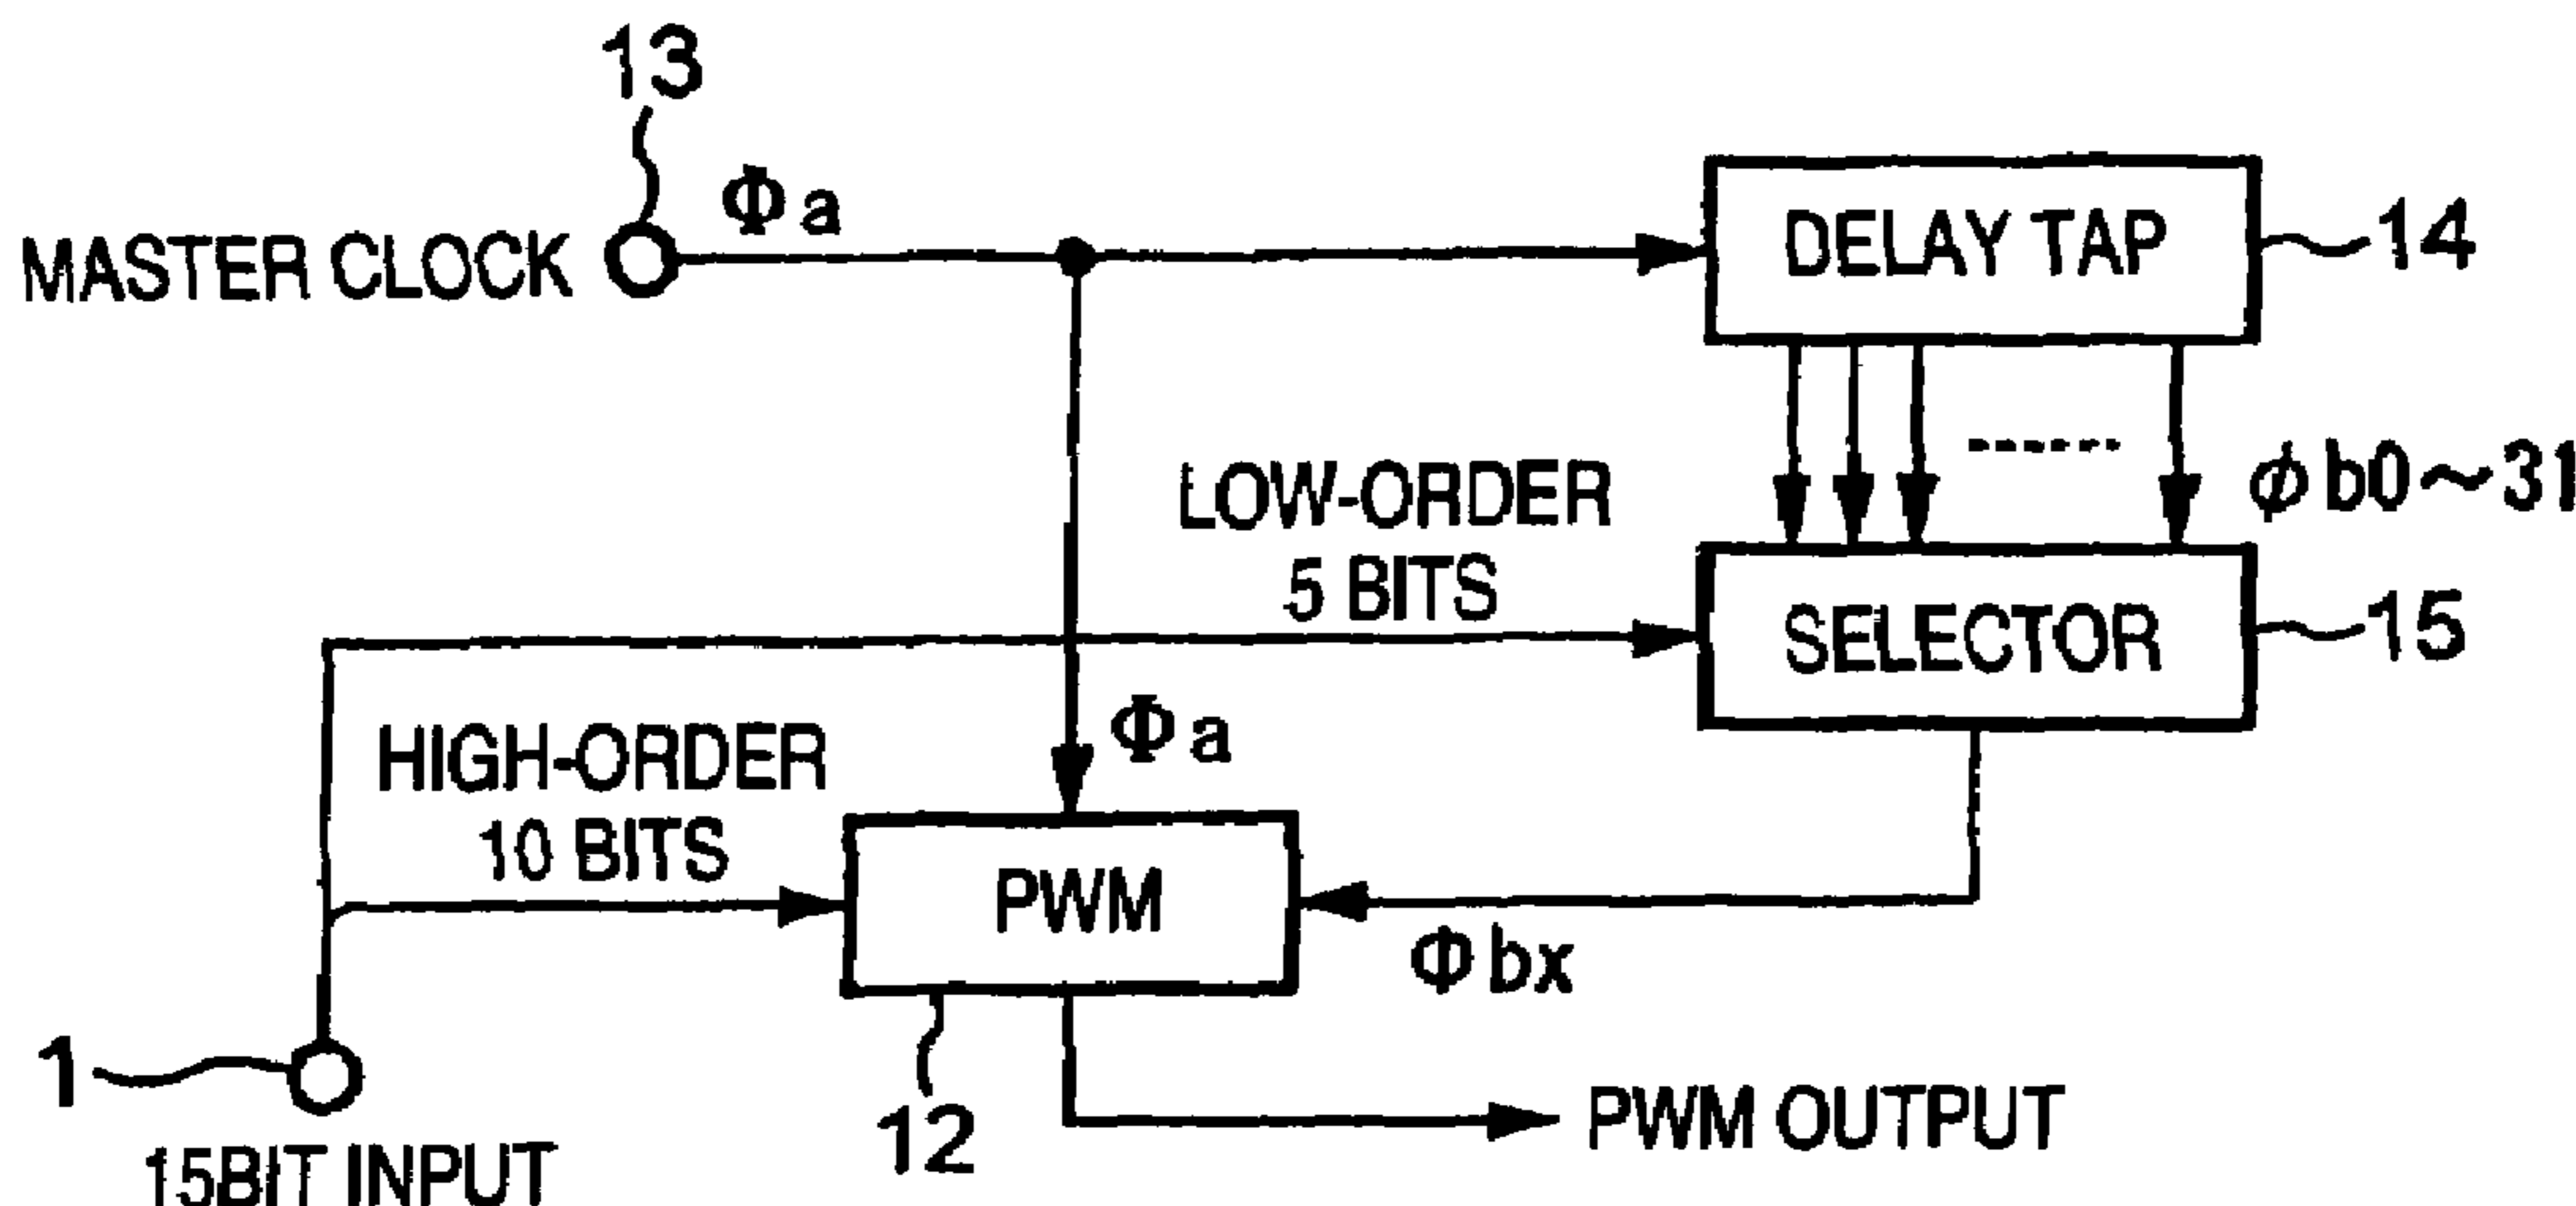 13
Φa
MASTER CLOCK
DELAY TAP
14
ϕb0~31
LOW-ORDER
5 BITS
SELECTOR
15
HIGH-ORDER
10 BITS
Φa
PWM
Φbx
1
12
PWM OUTPUT
15BIT INPUT